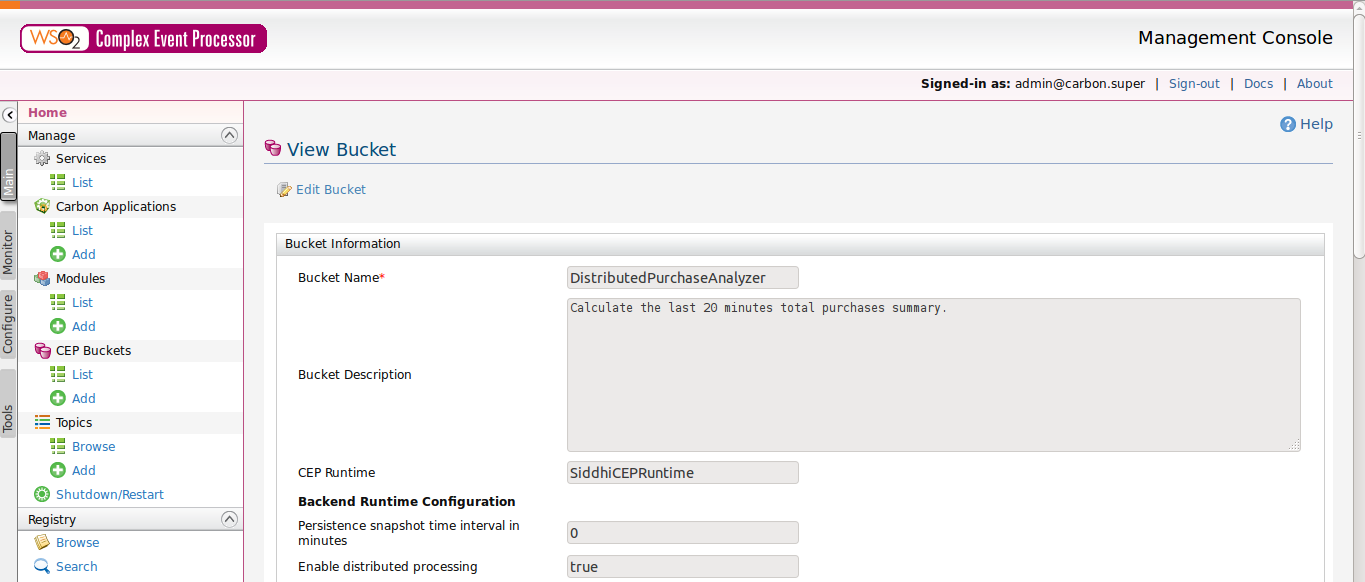 WSO2 Complex Event Processor
Management Console
Signed-in as: admin@carbon.super | Sign-out | Docs | About
Home
Manage
Services
List
Carbon Applications
List
Add
Modules
List
Add
CEP Buckets
List
Add
Topics
Browse
Add
Shutdown/Restart
Registry
Browse
Search
Main
Monitor
Configure
Tools
Help
View Bucket
Edit Bucket
Bucket Information
Bucket Name* DistributedPurchaseAnalyzer
Bucket Description Calculate the last 20 minutes total purchases summary.
CEP Runtime SiddhiCEPRuntime
Backend Runtime Configuration
Persistence snapshot time interval in
minutes 0
Enable distributed processing true